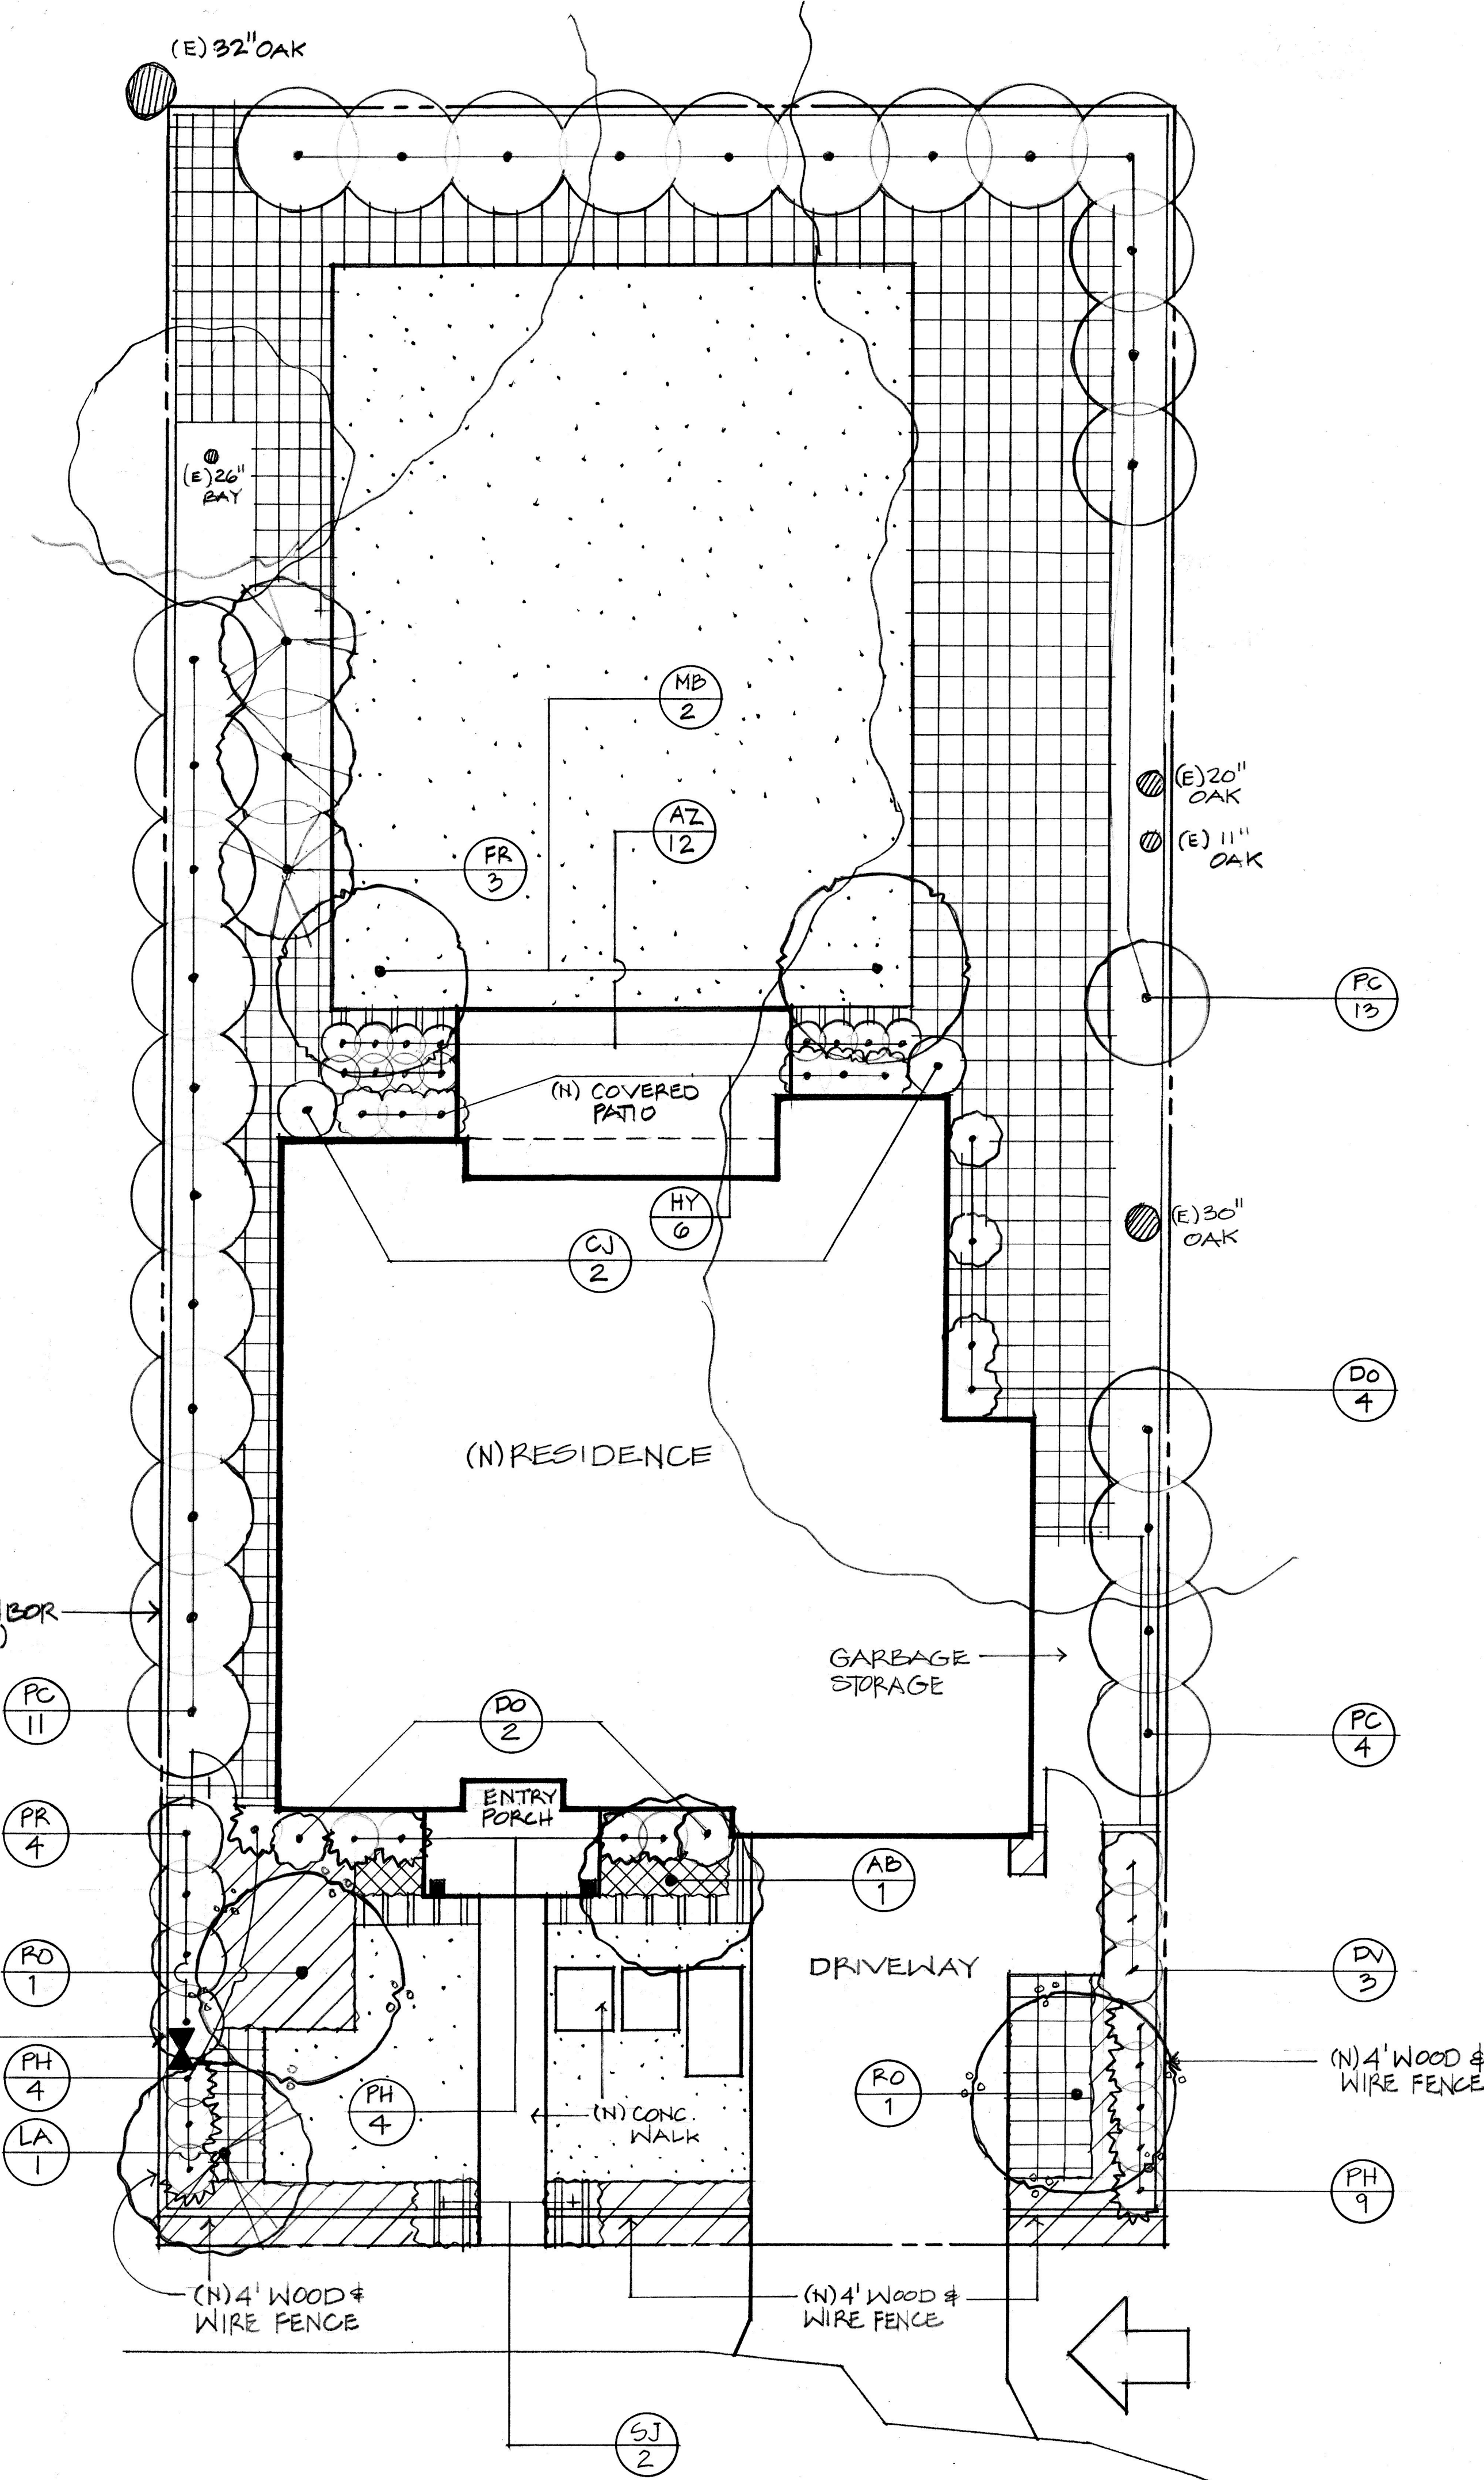 (E) 32" OAK
(E) 26"
BAY
MB
2
AZ
12
FR
3
(E) 20"
OAK
(E) 11"
OAK
PC
13
(N) COVERED
PATIO
HY
6
CJ
2
(E) 30"
OAK
DO
4
(N) RESIDENCE
BOR
)
GARBAGE
STORAGE
PC
11
DO
2
PC
4
ENTRY
PORCH
PR
4
AB
1
RO
1
DRIVEWAY
DV
3
PH
4
PH
4
RO
1
(N) 4' WOOD &
WIRE FENCE
(N) CONC.
WALK
LA
1
PH
9
(N) 4' WOOD &
WIRE FENCE
(N) 4' WOOD &
WIRE FENCE
SJ
2